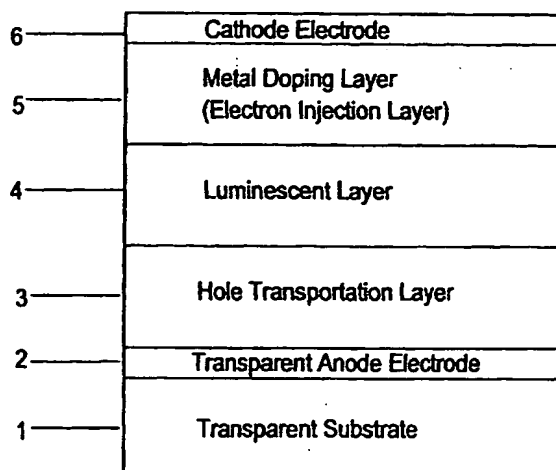 6 Cathode Electrode
5 Metal Doping Layer
(Electron Injection Layer)
4 Luminescent Layer
3 Hole Transportation Layer
2 Transparent Anode Electrode
1 Transparent Substrate